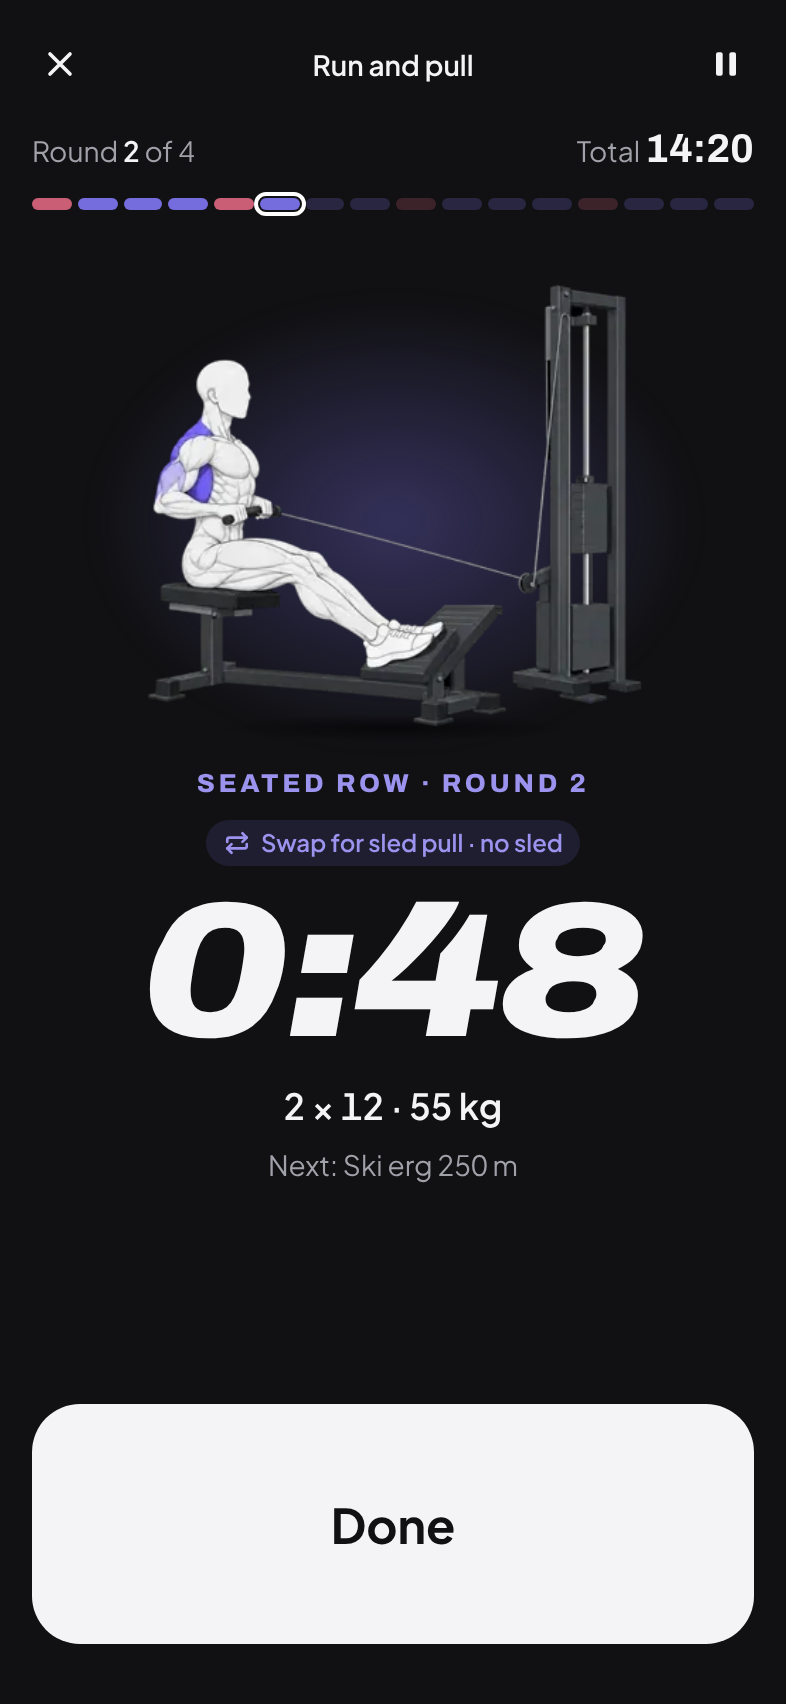 Run and pull
Round 2 of 4
Total 14:20
SEATED ROW · ROUND 2
Swap for sled pull · no sled
0:48
2 × 12 · 55 kg
Next: Ski erg 250 m
Done